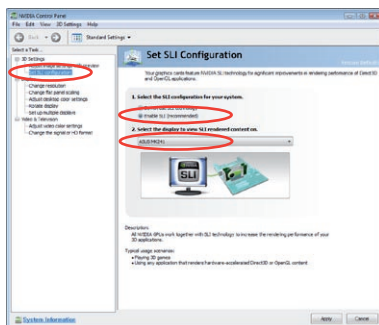 NVIDIA Control Panel
File Edit View 3D Settings Help
Back
Standard Settings
Select a Task...
3D Settings
Set SLI Configuration
Display
Change resolution
Change flat panel scaling
Adjust desktop color settings
Rotate display
Set up multiple displays
Video & Television
Adjust video color settings
Change the signal or HD format
System Information
Set SLI Configuration
Your graphics cards feature NVIDIA SLI technology for significant improvements in rendering performance of Direct3D
and OpenGL applications.
1. Select the SLI configuration for your system.
Enable SLI (recommended)
2. Select the display to view SLI rendered content on.
SLI
Description:
All NVIDIA GPUs work together with SLI technology to increase the rendering performance of your
3D applications.
Typical usage scenarios:
Playing 3D games
Using any application that renders hardware-accelerated Direct3D or OpenGL content
Apply
Cancel